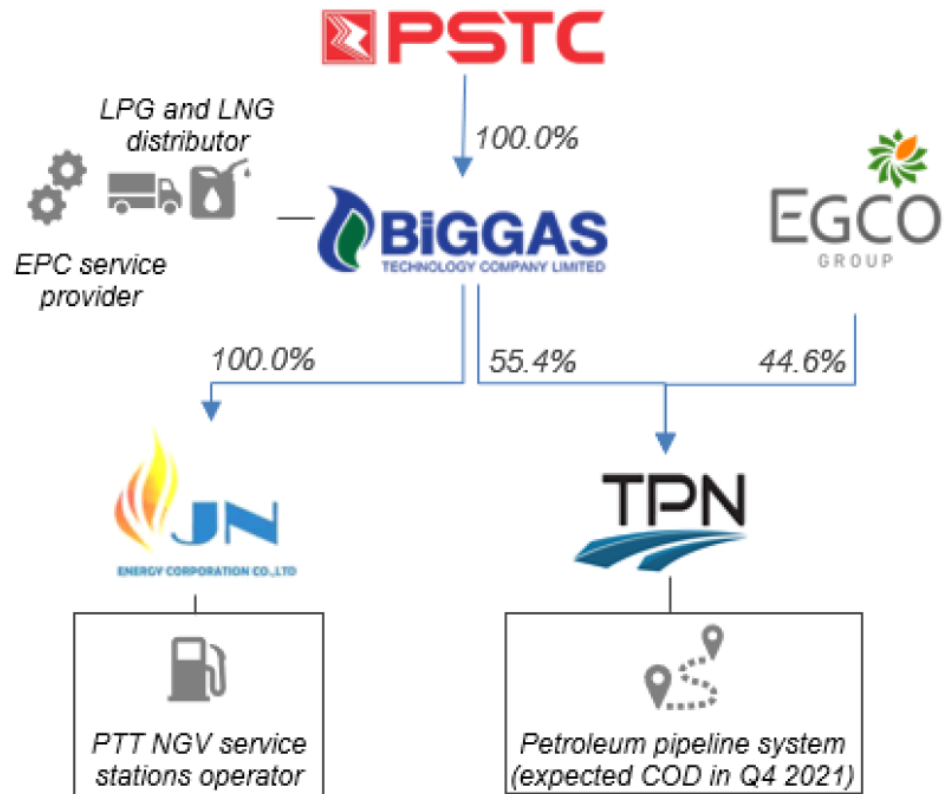 PSTC
100.0%
LPG and LNG
distributor
EPC service
provider
BiGGAS
TECHNOLOGY COMPANY LIMITED
EGCO
GROUP
100.0%
55.4%
44.6%
JN
ENERGY CORPORATION CO.,LTD
TPN
PTT NGV service
stations operator
Petroleum pipeline system
(expected COD in Q4 2021)